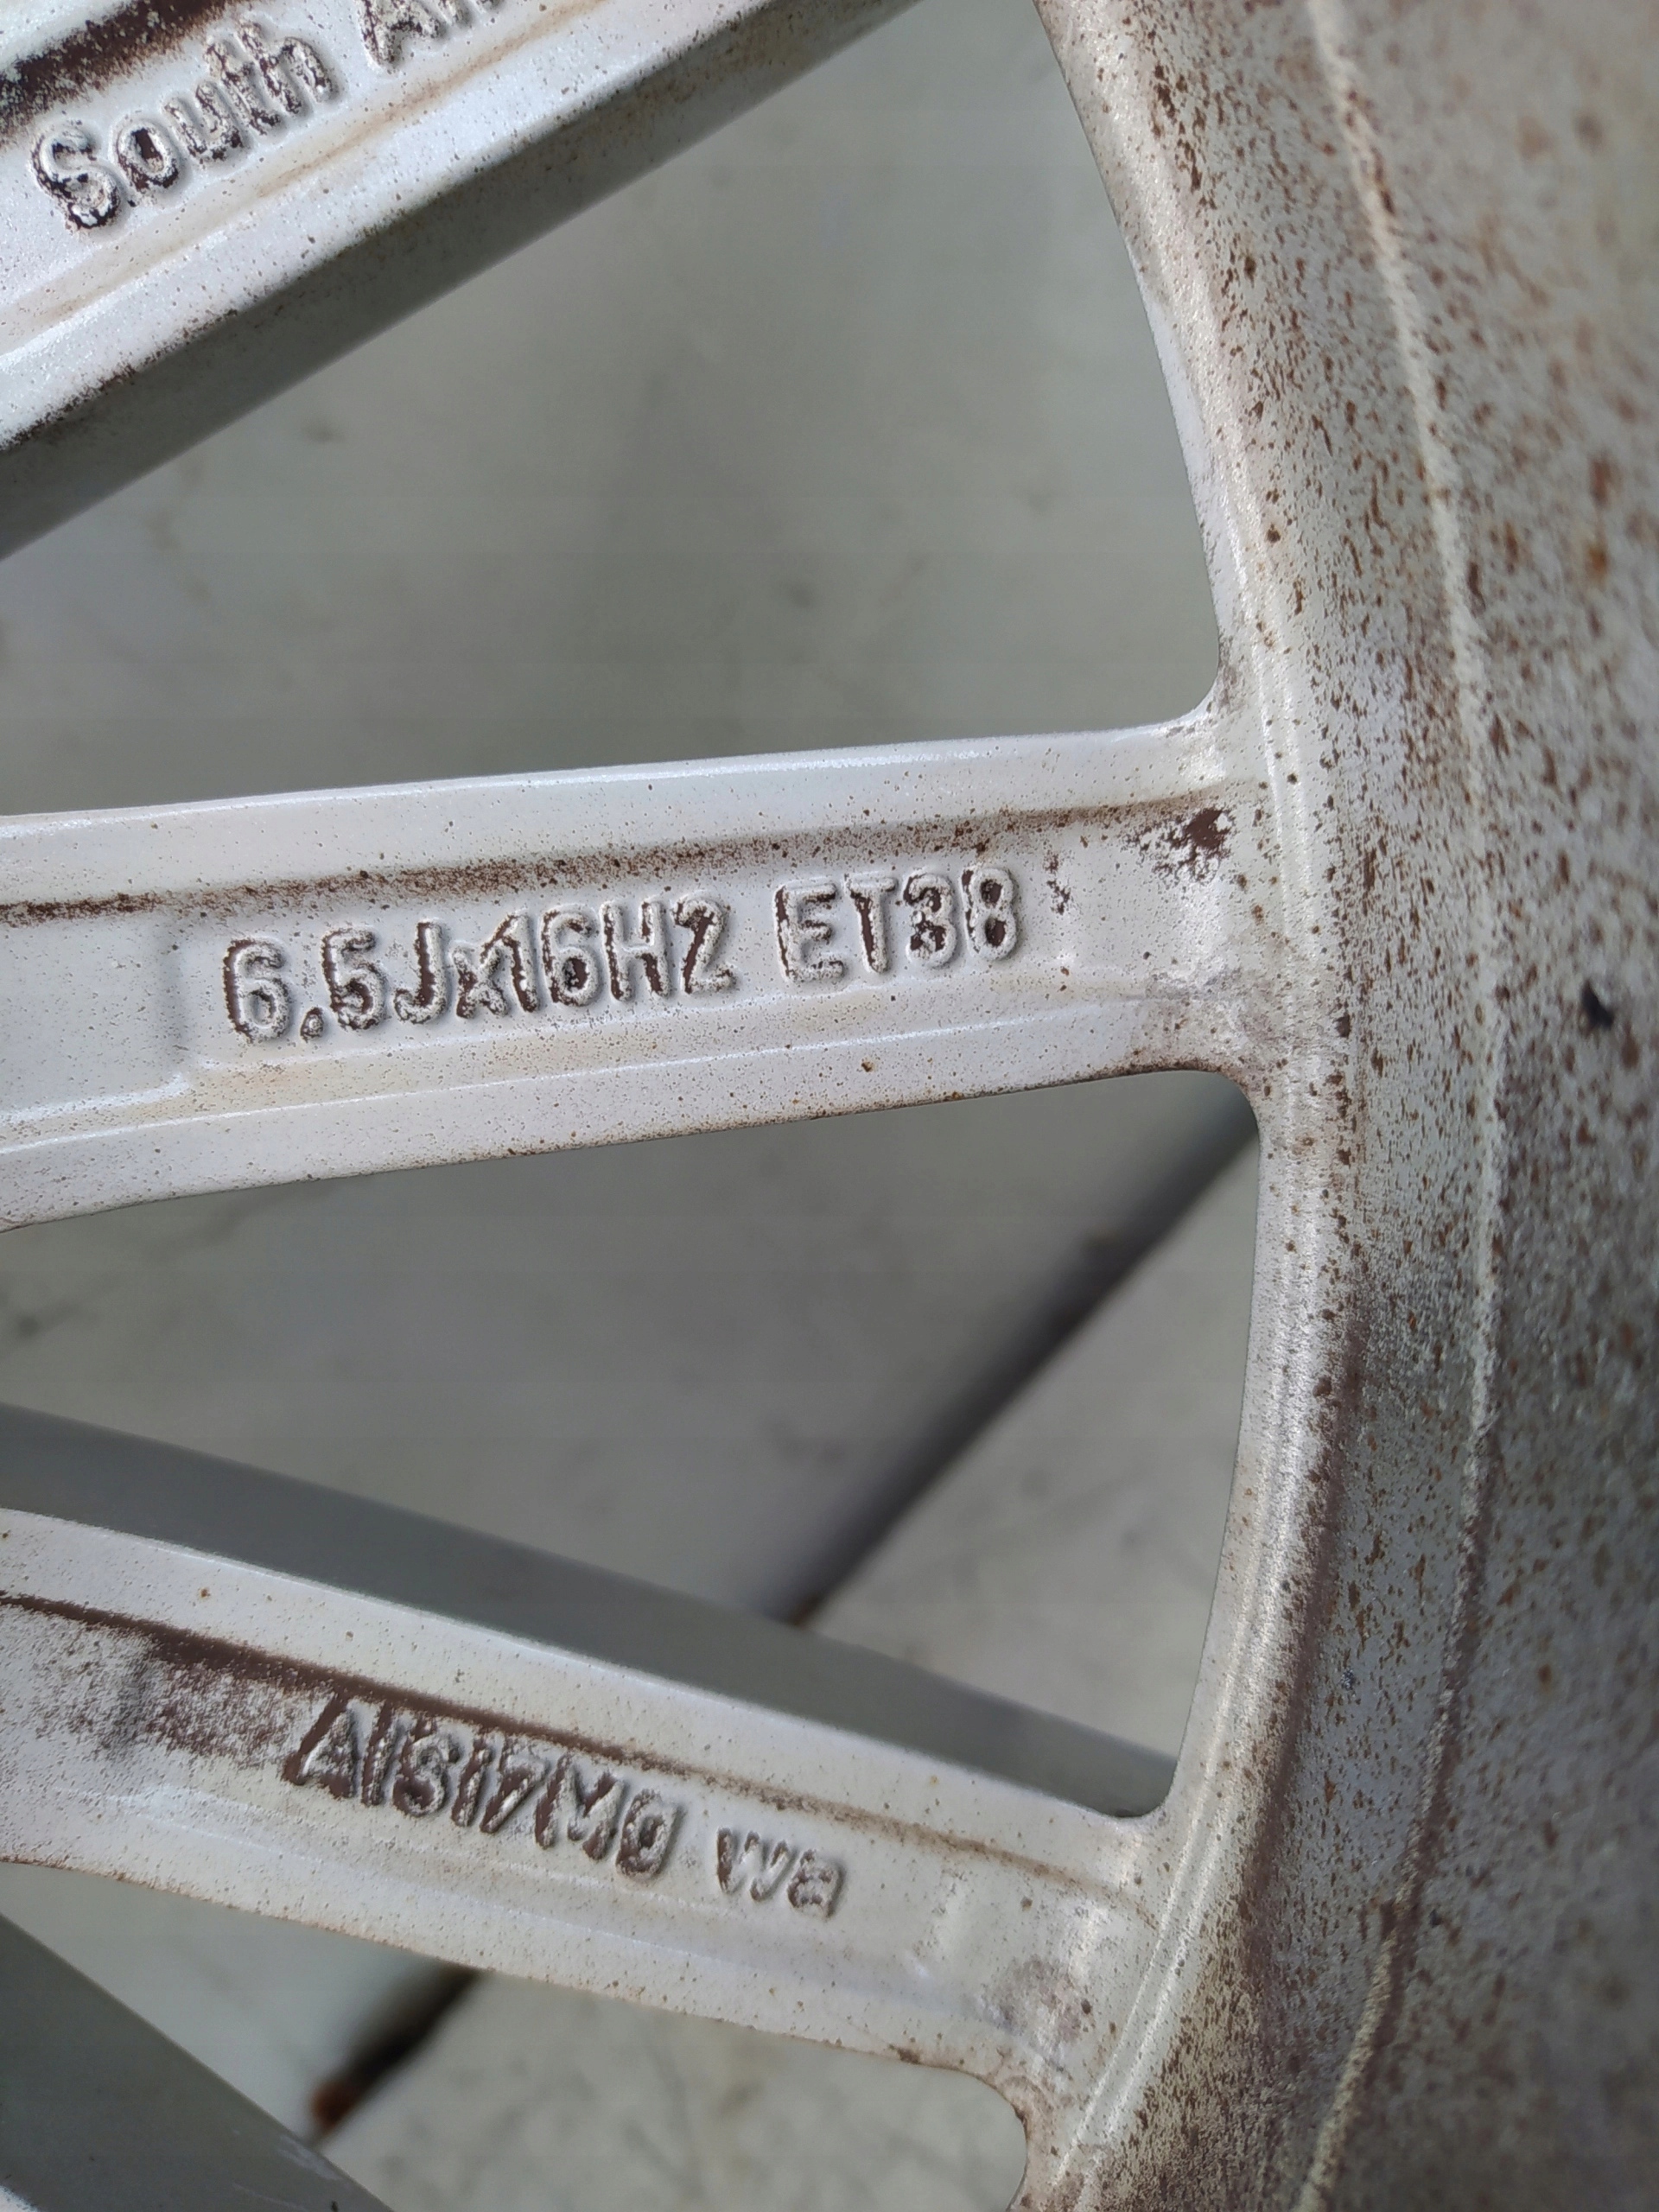 South
6.5Jx16H2 ET38
AlSi7Mg wa